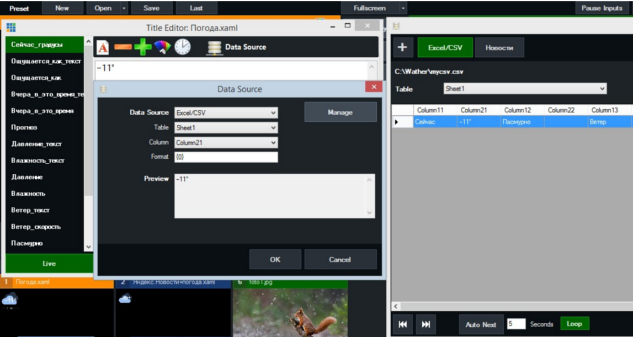 Preset New Open Save Last Fullscreen Pause Inputs
Title Editor: Погода.xaml
Сейчас_градусы
Ощущается_как_текст
Ощущается_как
Вчера_в_это_время_те
Вчера_в_это_время
Прогноз
Давление_текст
Влажность_текст
Давление
Влажность
Ветер_текст
Ветер_скорость
Пасмурно
Live
Data Source
-11°
Data Source
Data Source Excel/CSV Manage
Table Sheet1
Column Column21
Format {0}
Preview -11°
OK Cancel
Excel/CSV Новости
C:\Wather\mycsv.csv
Table Sheet1
Column11 Column21 Column12 Column22 Column13
Сейчас -11° Пасмурно Ветер
Auto Next 5 Seconds Loop
1 Погода.xaml
2 Яндекс Новости+погода.xaml